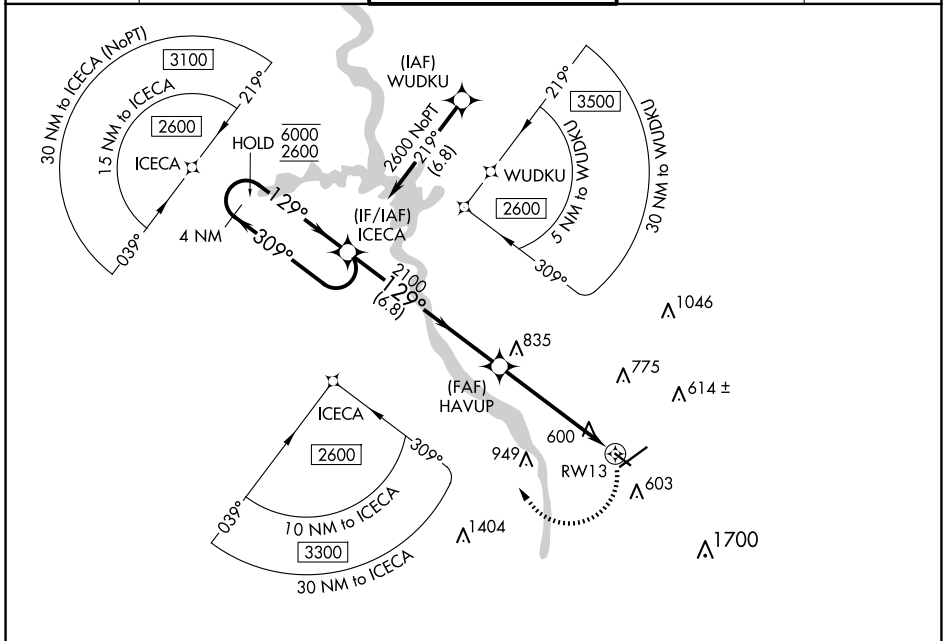 30 NM to ICECA (NoPT)
3100
219°
15 NM to ICECA
2600
ICECA
039°
HOLD
6000
2600
4 NM
129°
309°
(IF/IAF)
ICECA
(IAF)
WUDKU
2600 NoPT
219°
(6.8)
219°
3500
WUDKU
2600
5 NM to WUDKU
30 NM to WUDKU
309°
2100
129°
(6.8)
1046
835
775
614 ±
(FAF)
HAVUP
600
949
RW13
603
1404
1700
ICECA
2600
309°
039°
10 NM to ICECA
3300
30 NM to ICECA